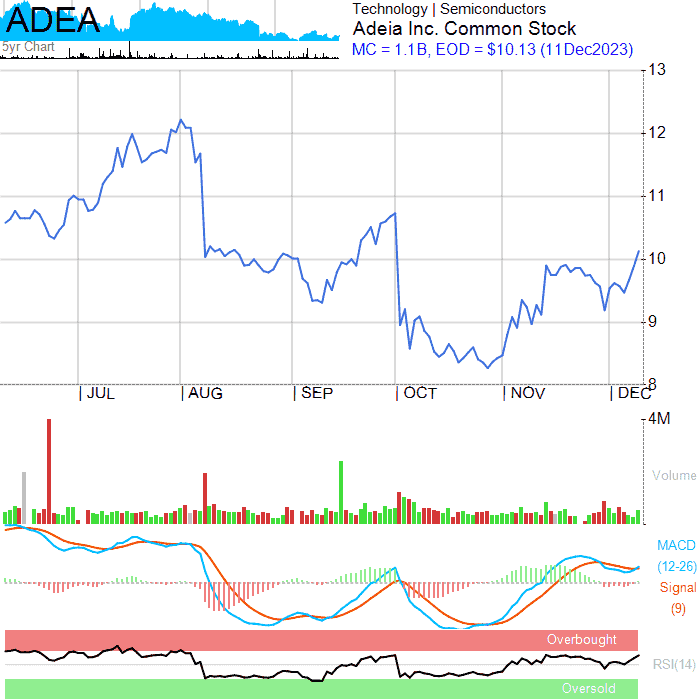 ADEA
5yr Chart
Technology | Semiconductors
Adeia Inc. Common Stock
MC = 1.1B, EOD = $10.13 (11Dec2023)
13
12
11
10
9
8
| JUL | AUG | SEP | OCT | NOV | DEC
4M
Volume
MACD
(12-26)
Signal
(9)
Overbought
RSI(14)
Oversold